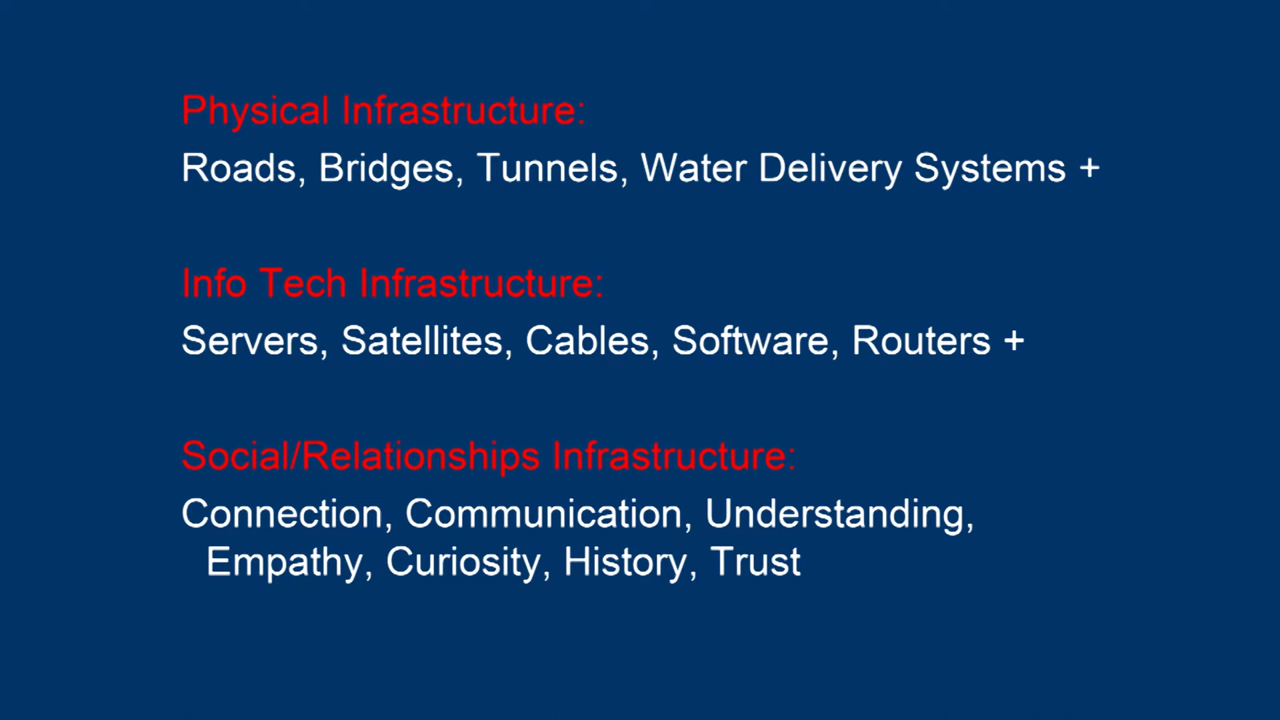 Physical Infrastructure:
Roads, Bridges, Tunnels, Water Delivery Systems +
Info Tech Infrastructure:
Servers, Satellites, Cables, Software, Routers +
Social/Relationships Infrastructure:
Connection, Communication, Understanding,
Empathy, Curiosity, History, Trust